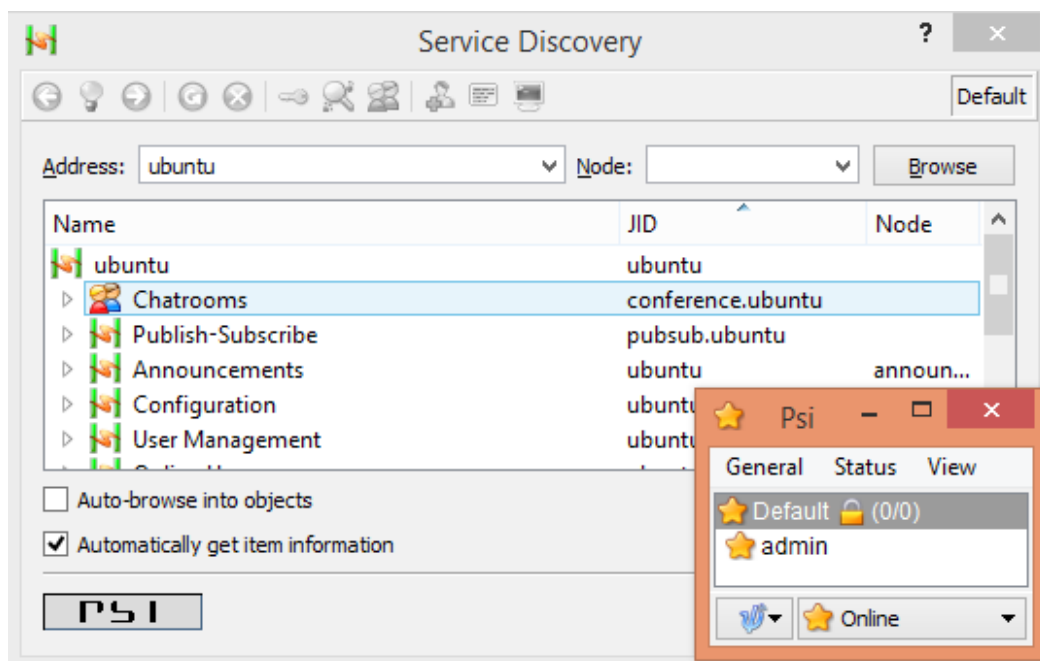 Service Discovery
?
Default
Address: ubuntu Node: Browse
Name JID Node
ubuntu ubuntu
Chatrooms conference.ubuntu
Publish-Subscribe pubsub.ubuntu
Announcements ubuntu announ...
Configuration ubuntu
User Management ubuntu
Auto-browse into objects
Automatically get item information
PSI
Psi
General Status View
Default (0/0)
admin
Online